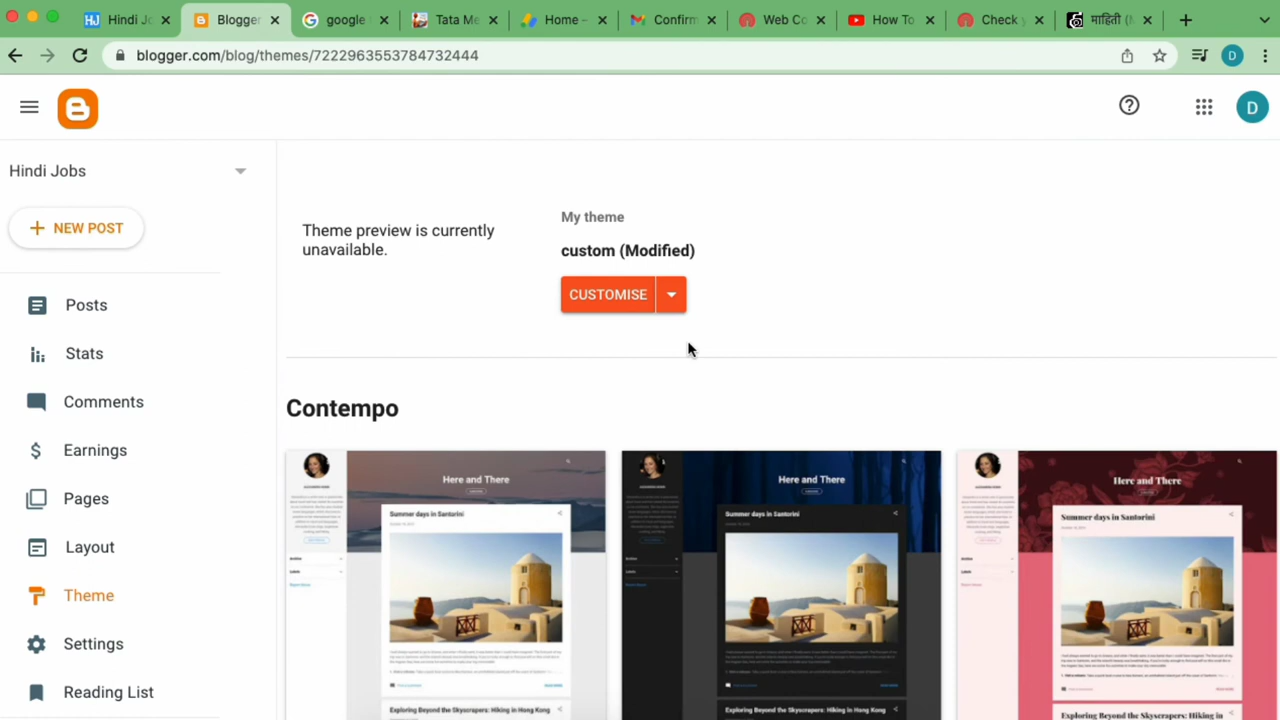 Hindi J
Blogger
google
Tata Me
Home –
Confirm
Web Co
How To
Check
माहिती (
blogger.com/blog/themes/7222963553784732444
D
D
Hindi Jobs
NEW POST
Posts
Stats
Comments
Earnings
Pages
Layout
Theme
Settings
Reading List
Theme preview is currently
unavailable.
My theme
custom (Modified)
CUSTOMISE
Contempo
Here and There
Summer days in Santorini
Exploring Beyond the Skyscrapers: Hiking in Hong Kong
Here and There
Summer days in Santorini
Exploring Beyond the Skyscrapers: Hiking in Hong Kong
Here and There
Summer days in Santorini
Exploring Beyond the Skyscrapers: Hiking in